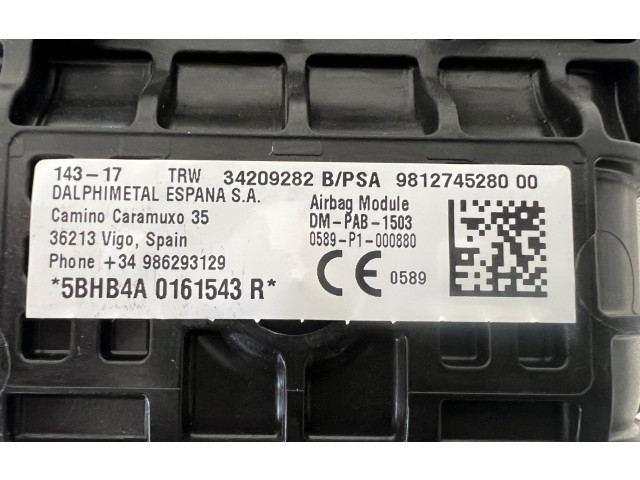 143-17 TRW 34209282 B/PSA 9812745280 00
DALPHIMETAL ESPANA S.A.
Camino Caramuxo 35
36213 Vigo, Spain
Phone +34 986293129
*5BHB4A 0161543 R*
Airbag Module
DM-PAB-1503
0589-P1-000880
CE 0589